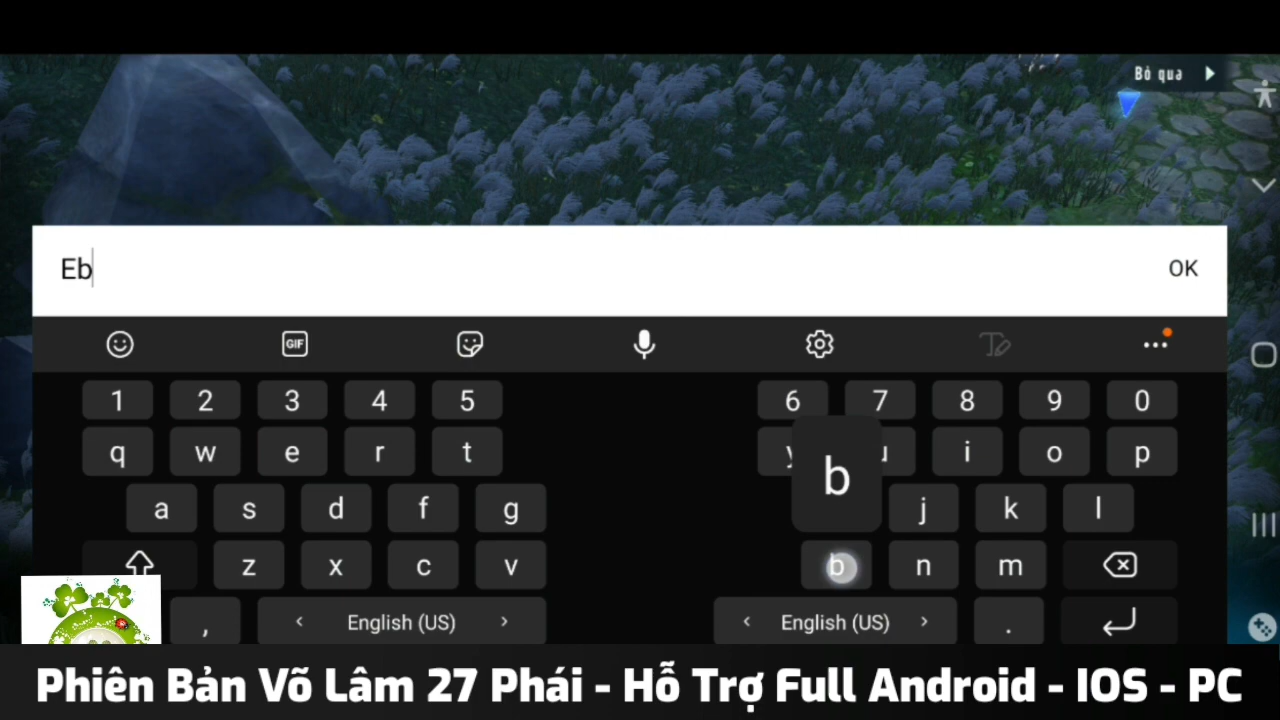 Bỏ qua
Eb
OK
GIF
1 2 3 4 5 6 7 8 9 0
q w e r t y u i o p
b
a s d f g j k l
z x c v b n m
, < English (US) > < English (US) > .
Phiên Bản Võ Lâm 27 Phái - Hỗ Trợ Full Android - IOS - PC